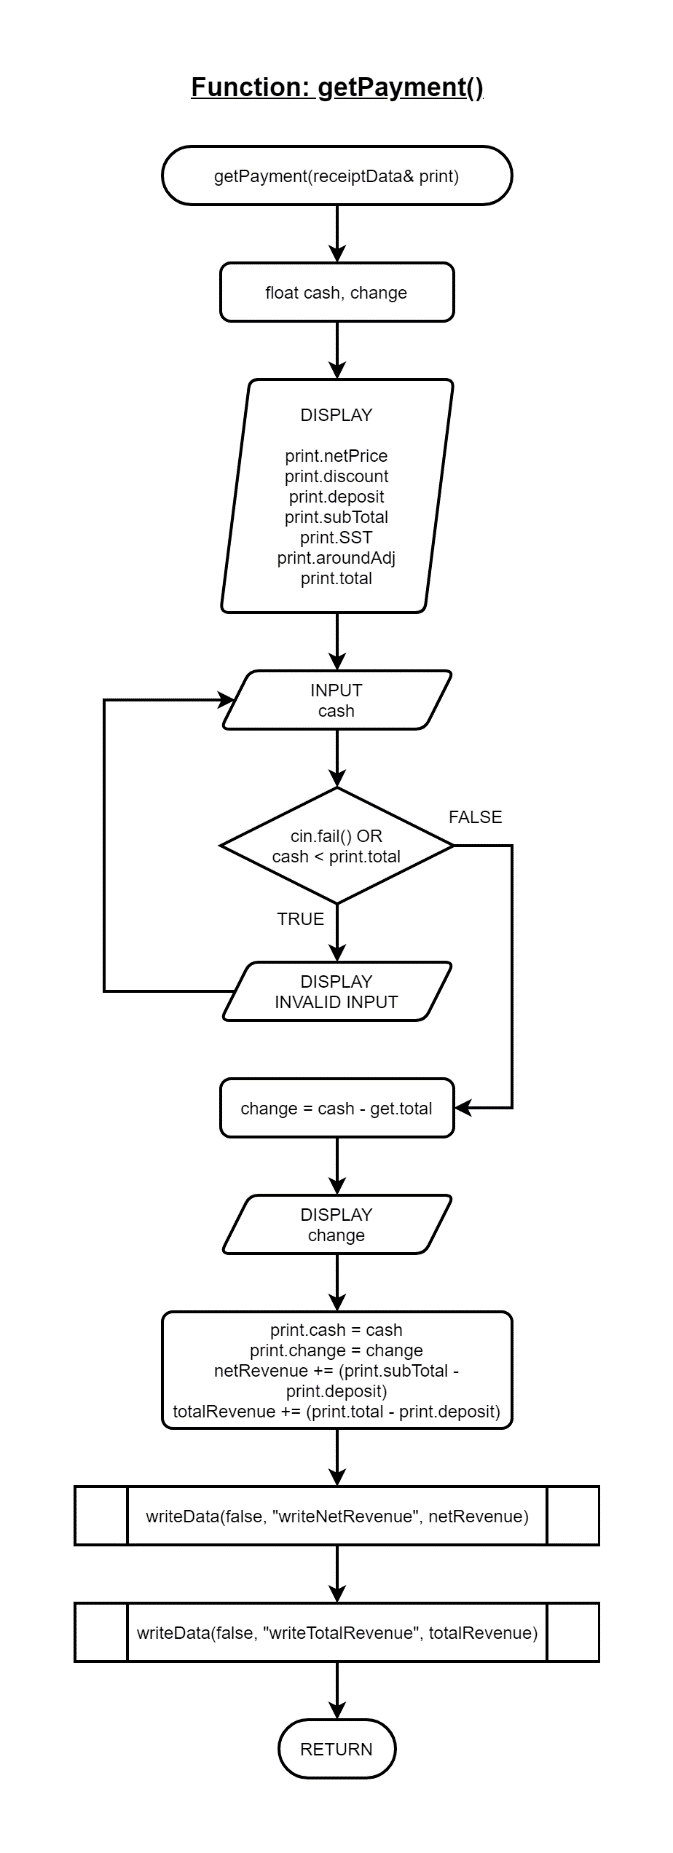 Function: getPayment()
getPayment(receiptData& print)
float cash, change
DISPLAY
print.netPrice
print.discount
print.deposit
print.subTotal
print.SST
print.aroundAdj
print.total
INPUT
cash
cin.fail() OR
cash < print.total
FALSE
TRUE
DISPLAY
INVALID INPUT
change = cash - get.total
DISPLAY
change
print.cash = cash
print.change = change
netRevenue += (print.subTotal -
print.deposit)
totalRevenue += (print.total - print.deposit)
writeData(false, "writeNetRevenue", netRevenue)
writeData(false, "writeTotalRevenue", totalRevenue)
RETURN